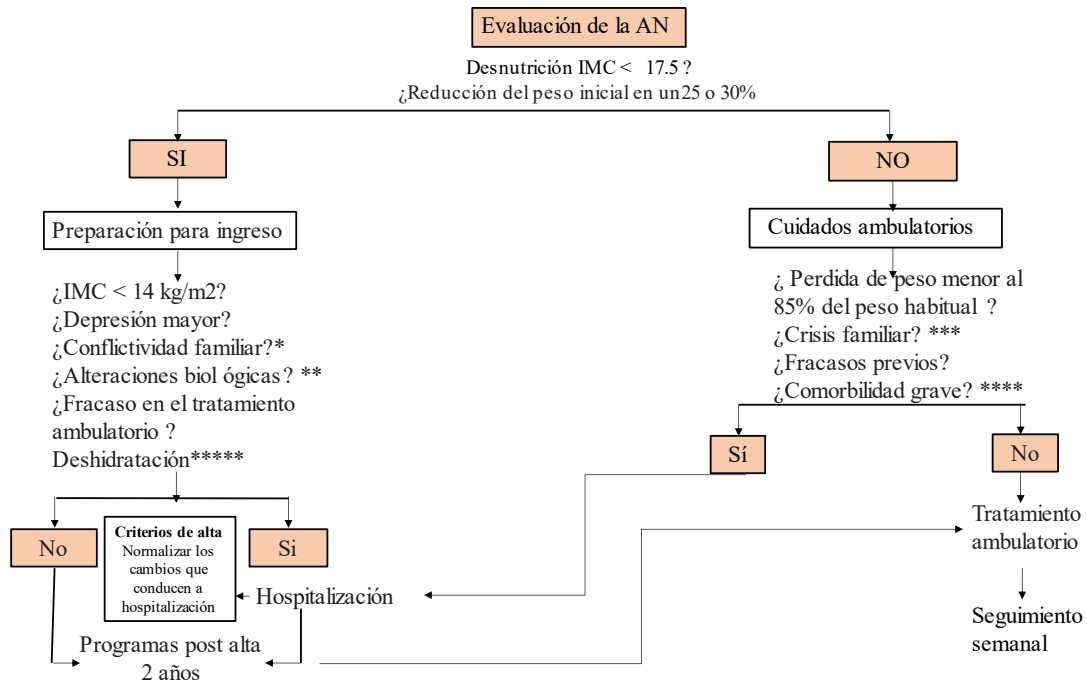 Evaluación de la AN
Desnutrición IMC < 17.5 ?
¿Reducción del peso inicial en un25 o 30%
SI
NO
Preparación para ingreso
Cuidados ambulatorios
¿IMC < 14 kg/m2?
¿Depresión mayor?
¿Conflictividad familiar?*
¿Alteraciones biol ógicas? **
¿Fracaso en el tratamiento
ambulatorio ?
Deshidratación*****
¿ Perdida de peso menor al
85% del peso habitual ?
¿Crisis familiar? ***
¿Fracasos previos?
¿Comorbilidad grave? ****
Sí
No
No
Criterios de alta
Normalizar los
cambios que
conducen a
hospitalización
Si
Hospitalización
Tratamiento
ambulatorio
Programas post alta
2 años
Seguimiento
semanal